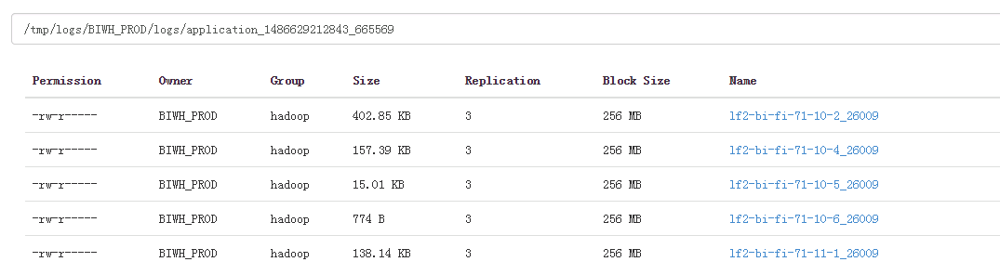 /tmp/logs/BIWH_PROD/logs/application_1486629212843_665569
Permission Owner Group Size Replication Block Size Name
-rw-r----- BIWH_PROD hadoop 402.85 KB 3 256 MB lf2-bi-fi-71-10-2_26009
-rw-r----- BIWH_PROD hadoop 157.39 KB 3 256 MB lf2-bi-fi-71-10-4_26009
-rw-r----- BIWH_PROD hadoop 15.01 KB 3 256 MB lf2-bi-fi-71-10-5_26009
-rw-r----- BIWH_PROD hadoop 774 B 3 256 MB lf2-bi-fi-71-10-6_26009
-rw-r----- BIWH_PROD hadoop 138.14 KB 3 256 MB lf2-bi-fi-71-11-1_26009